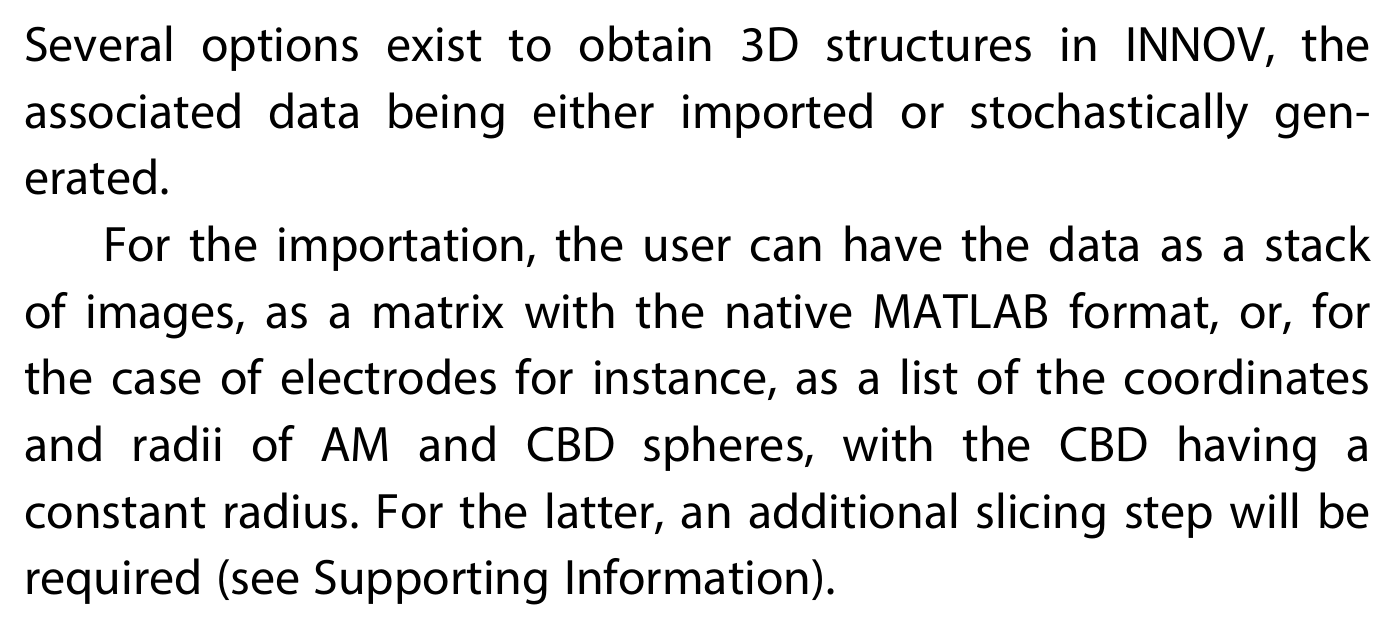 Several options exist to obtain 3D structures in INNOV, the
associated data being either imported or stochastically gen-
erated.
For the importation, the user can have the data as a stack
of images, as a matrix with the native MATLAB format, or, for
the case of electrodes for instance, as a list of the coordinates
and radii of AM and CBD spheres, with the CBD having a
constant radius. For the latter, an additional slicing step will be
required (see Supporting Information).